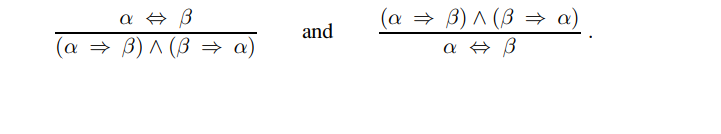 α ⇔ β
(α ⇒ β) ∧ (β ⇒ α)
and
(α ⇒ β) ∧ (β ⇒ α)
α ⇔ β
.